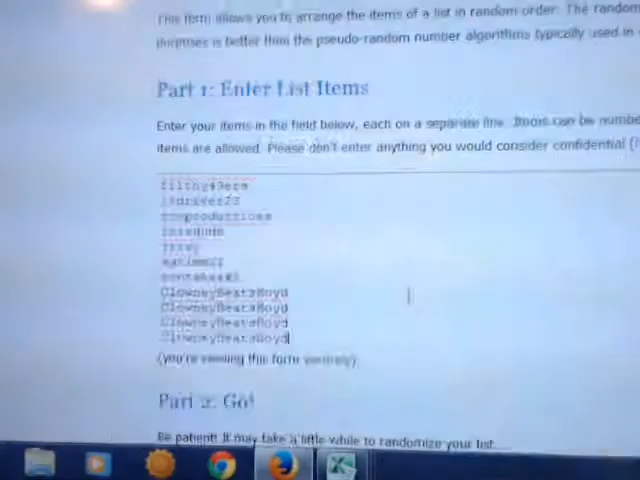 This form allows you to arrange the items of a list in random order. The random
purposes is better than the pseudo-random number algorithms typically used in
Part 1: Enter List Items
Enter your items in the field below, each on a separate line. Items can be numbe
items are allowed. Please don't enter anything you would consider confidential
filthy49ers
ClowneyBeatsBoyd
ClowneyBeatsBoyd
ClowneyBeatsBoyd
ClowneyBeatsBoyd
(you're viewing this form securely)
Part 2: Go!
Be patient! It may take a little while to randomize your list...